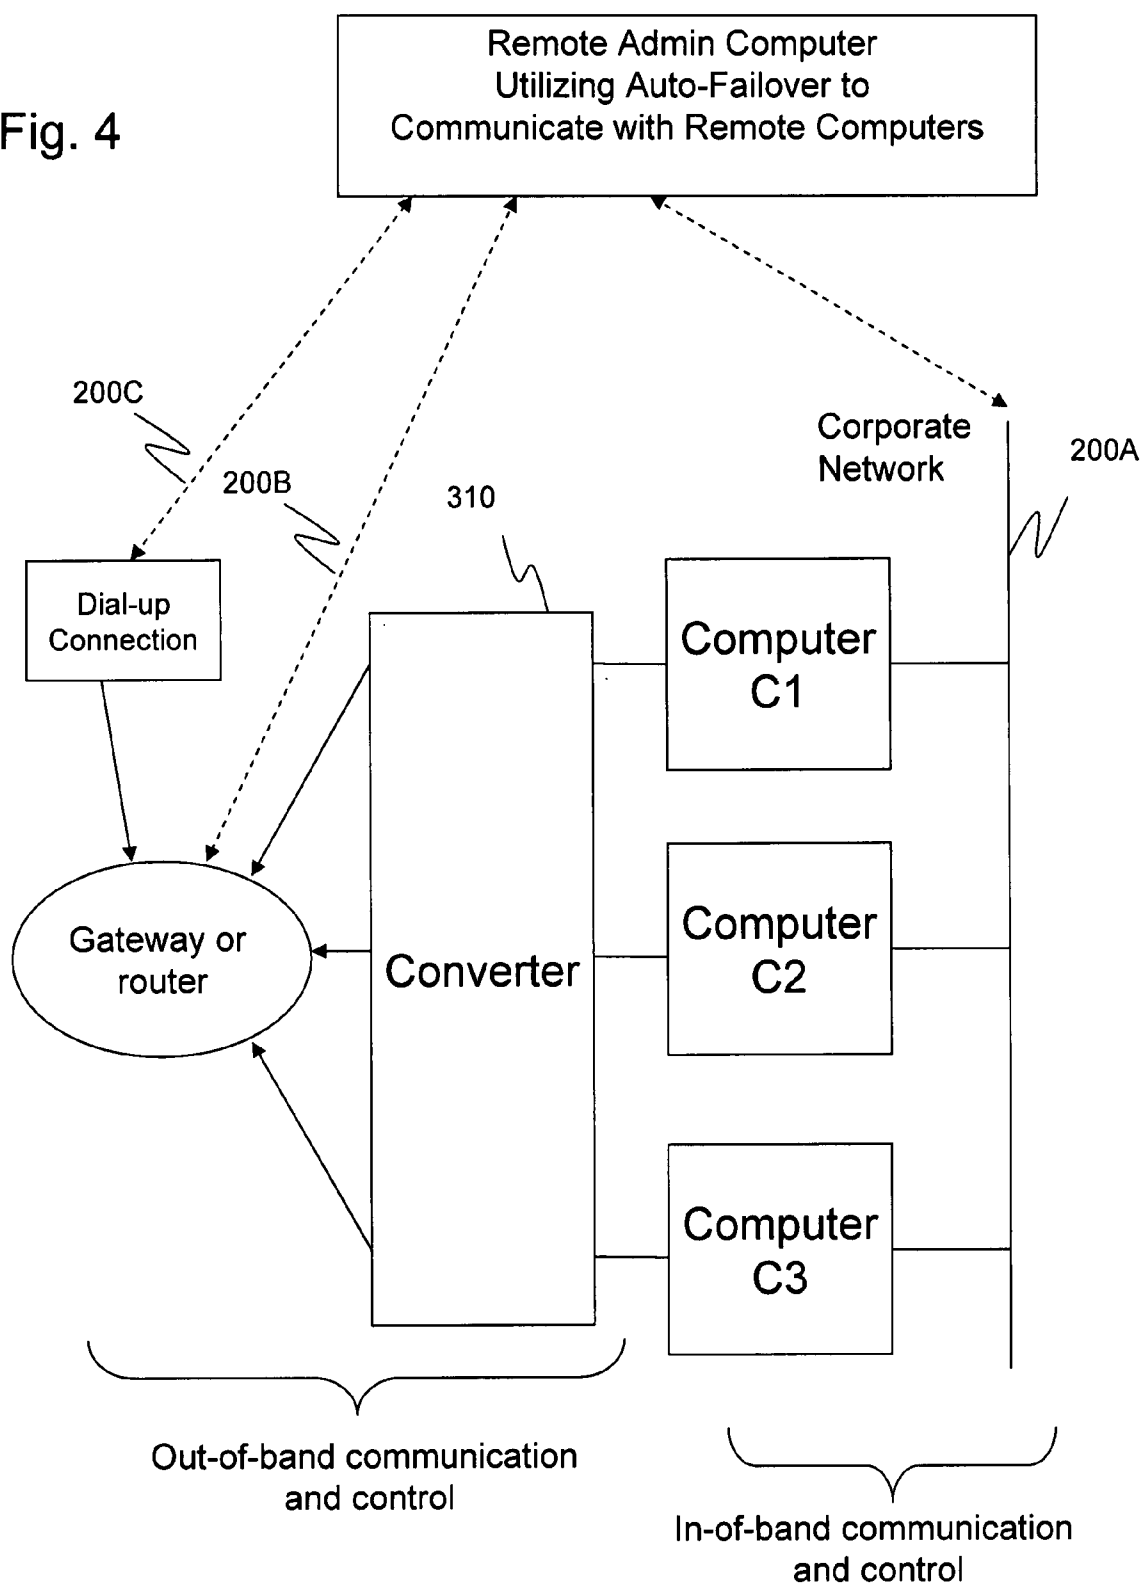 Remote Admin Computer
Utilizing Auto-Failover to
Communicate with Remote Computers
Fig. 4
200C
200B
310
Corporate
Network
200A
Dial-up
Connection
Computer
C1
Gateway or
router
Converter
Computer
C2
Computer
C3
Out-of-band communication
and control
In-of-band communication
and control